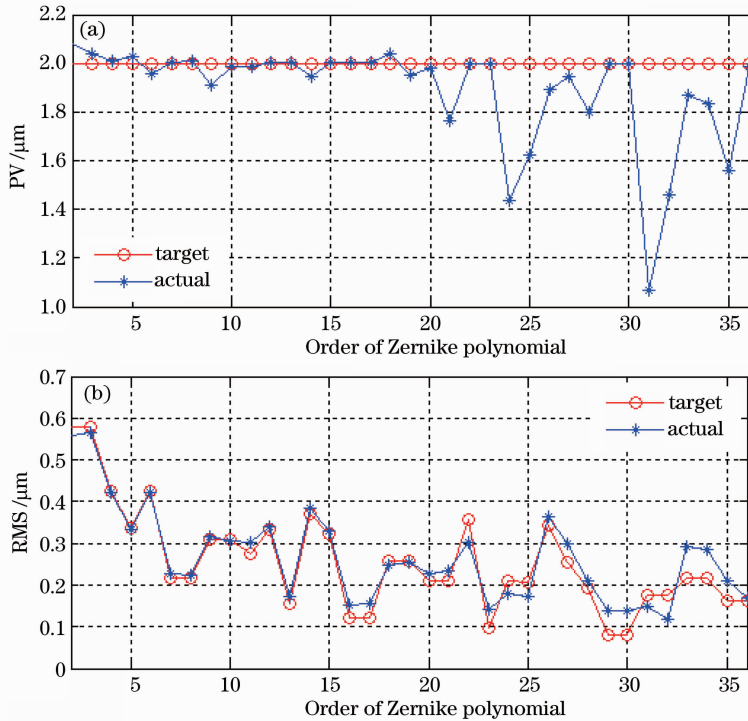 (a)
2.2
2.0
1.8
1.6
1.4
1.2
1.0
PV/μm
target
actual
5 10 15 20 25 30 35
Order of Zernike polynomial
(b)
0.7
0.6
0.5
0.4
0.3
0.2
0.1
0
RMS/μm
target
actual
5 10 15 20 25 30 35
Order of Zernike polynomial